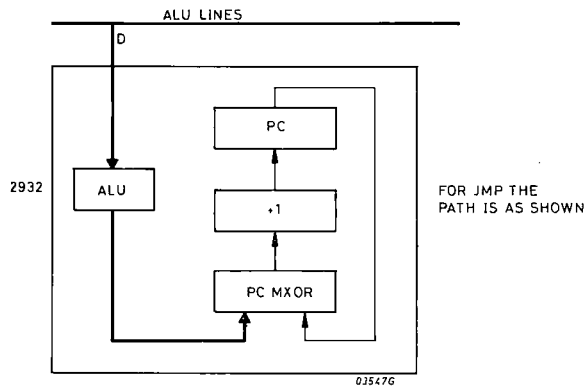 ALU LINES
D
PC
2932
ALU
+1
FOR JMP THE
PATH IS AS SHOWN
PC MXOR
03547G